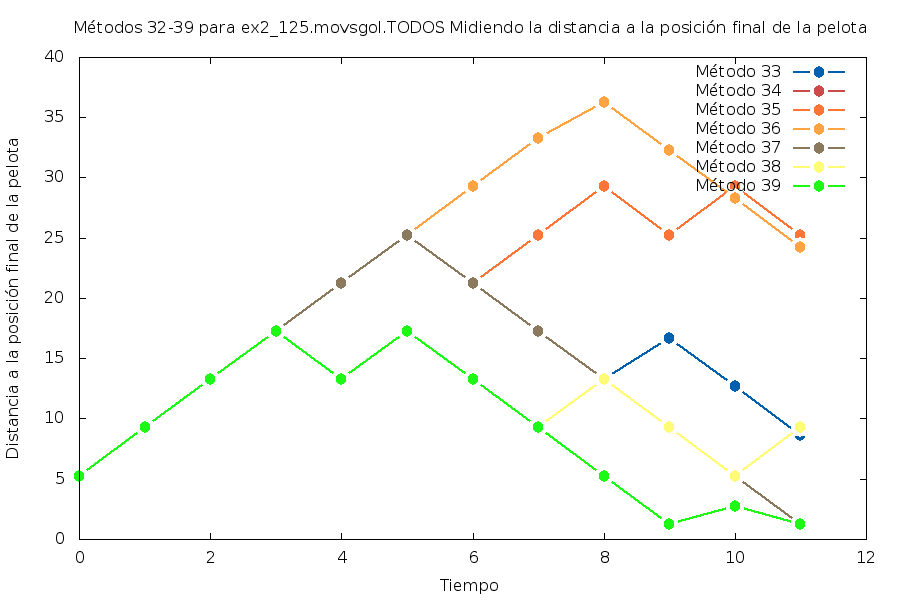 Métodos 32-39 para ex2_125.movsgol.TODOS Midiendo la distancia a la posición final de la pelota
40
35
30
25
20
15
10
5
0
Distancia a la posición final de la pelota
Método 33
Método 34
Método 35
Método 36
Método 37
Método 38
Método 39
0 2 4 6 8 10 12
Tiempo